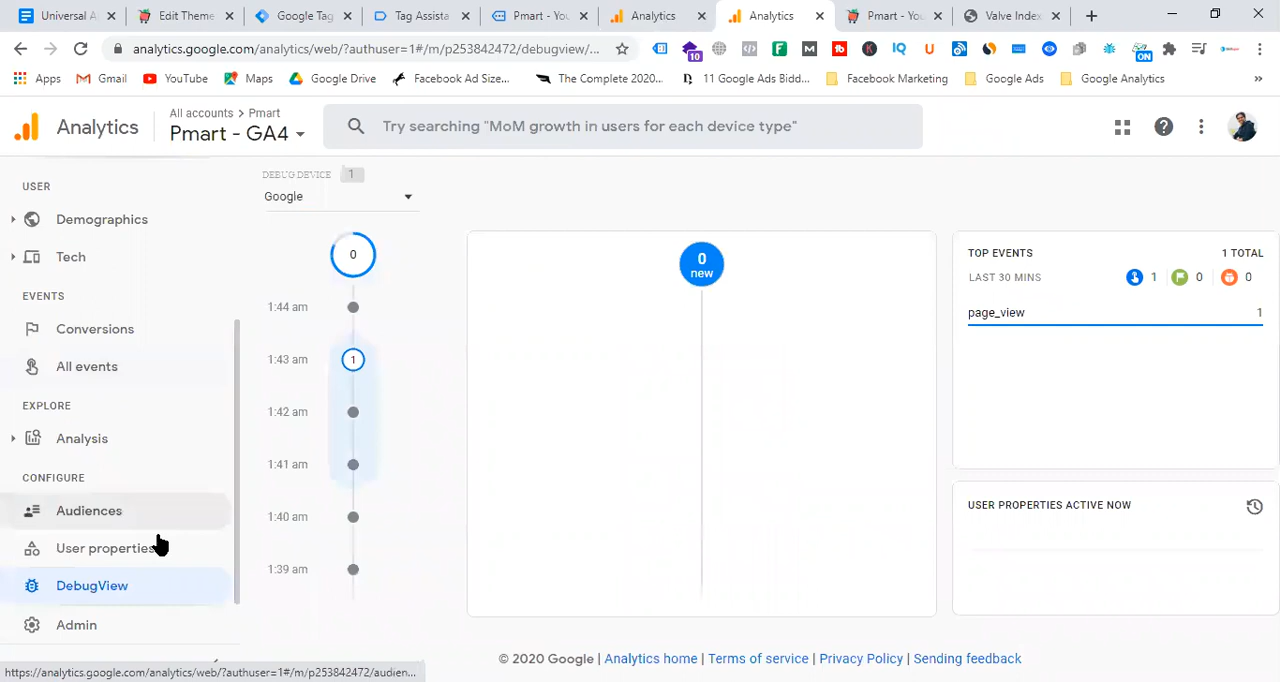 Universal A
Edit Theme
Google Tag
Tag Assista
Pmart - You
Analytics
Analytics
Pmart - You
Valve Index
analytics.google.com/analytics/web/?authuser=1#/m/p253842472/debugview/...
10
ON
Apps
Gmail
YouTube
Maps
Google Drive
Facebook Ad Size...
The Complete 2020...
11 Google Ads Bidd...
Facebook Marketing
Google Ads
Google Analytics
»
Analytics
All accounts > Pmart
Pmart - GA4
Try searching "MoM growth in users for each device type"
USER
Demographics
Tech
EVENTS
Conversions
All events
EXPLORE
Analysis
CONFIGURE
Audiences
User properties
DebugView
Admin
DEBUG DEVICE 1
Google
0
1:44 am
1:43 am 1
1:42 am
1:41 am
1:40 am
1:39 am
0
new
TOP EVENTS 1 TOTAL
LAST 30 MINS 1 0 0
page_view 1
USER PROPERTIES ACTIVE NOW
© 2020 Google | Analytics home | Terms of service | Privacy Policy | Sending feedback
https://analytics.google.com/analytics/web/?authuser=1#/m/p253842472/audien...